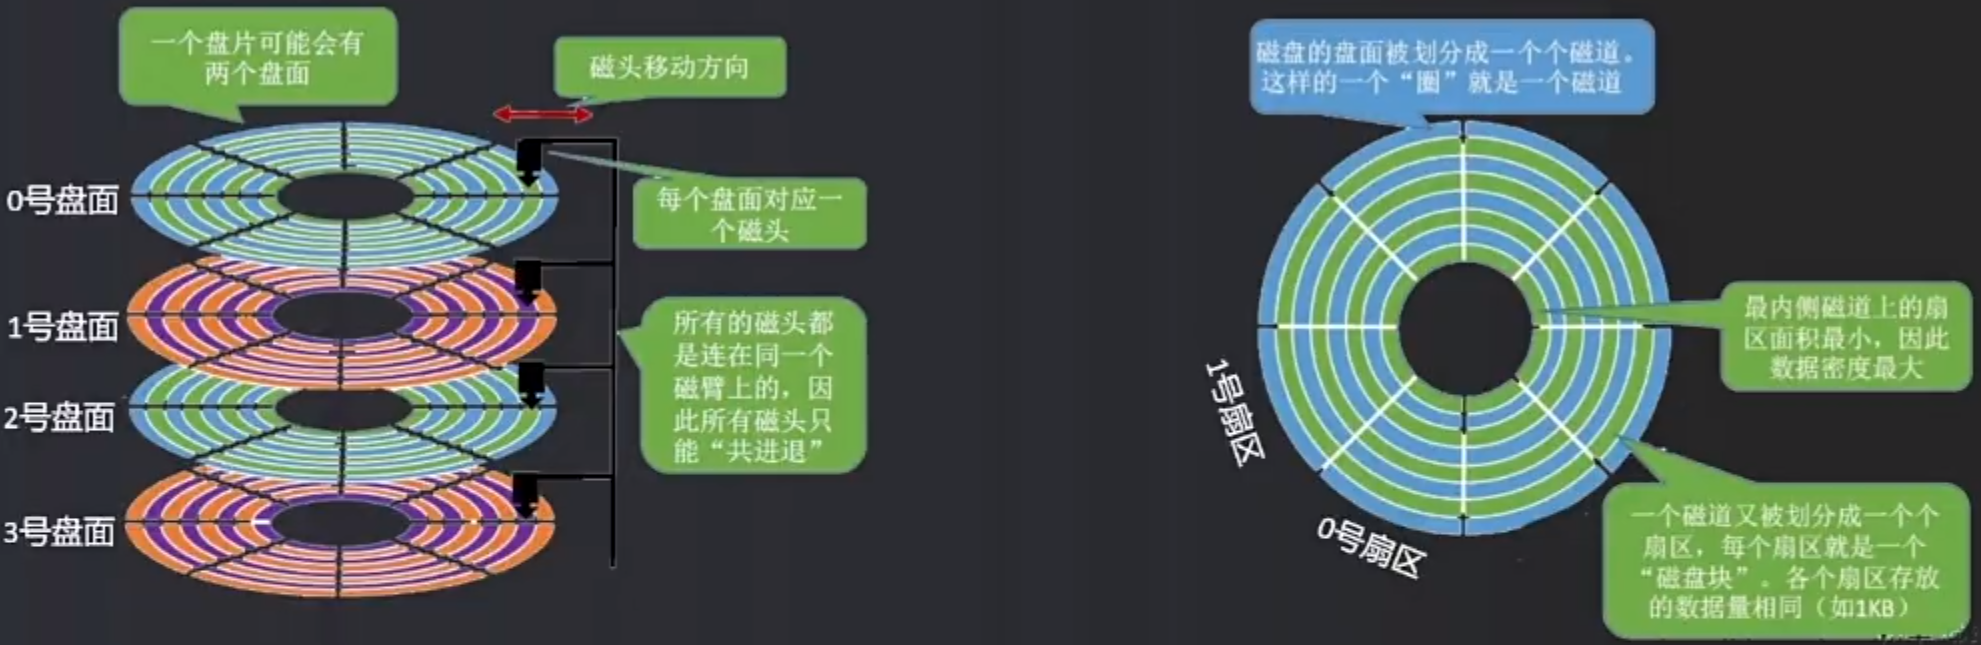 一个盘片可能会有
两个盘面
磁头移动方向
0号盘面
每个盘面对应一
个磁头
1号盘面
所有的磁头都
是连在同一个
磁臂上的，因
此所有磁头只
能“共进退”
2号盘面
3号盘面
磁盘的盘面被划分成一个个磁道。
这样的一个“圈”就是一个磁道
最内侧磁道上的扇
区面积最小，因此
数据密度最大
1号扇区
0号扇区
一个磁道又被划分成一个个
扇区，每个扇区就是一个
“磁盘块”。各个扇区存放
的数据量相同（如1KB）